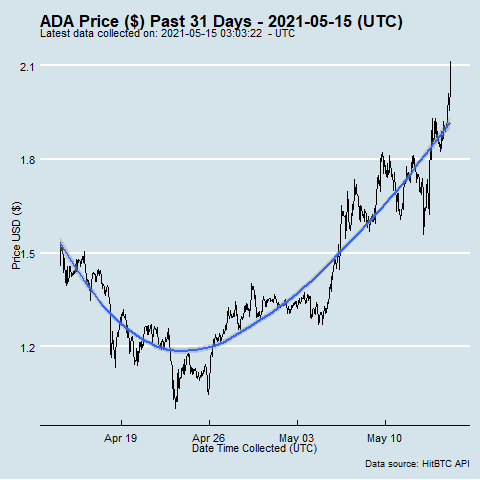 ADA Price ($) Past 31 Days - 2021-05-15 (UTC)
Latest data collected on: 2021-05-15 03:03:22 - UTC
Price USD ($)
2.1
1.8
1.5
1.2
Apr 19 Apr 26 May 03 May 10
Date Time Collected (UTC)
Data source: HitBTC API